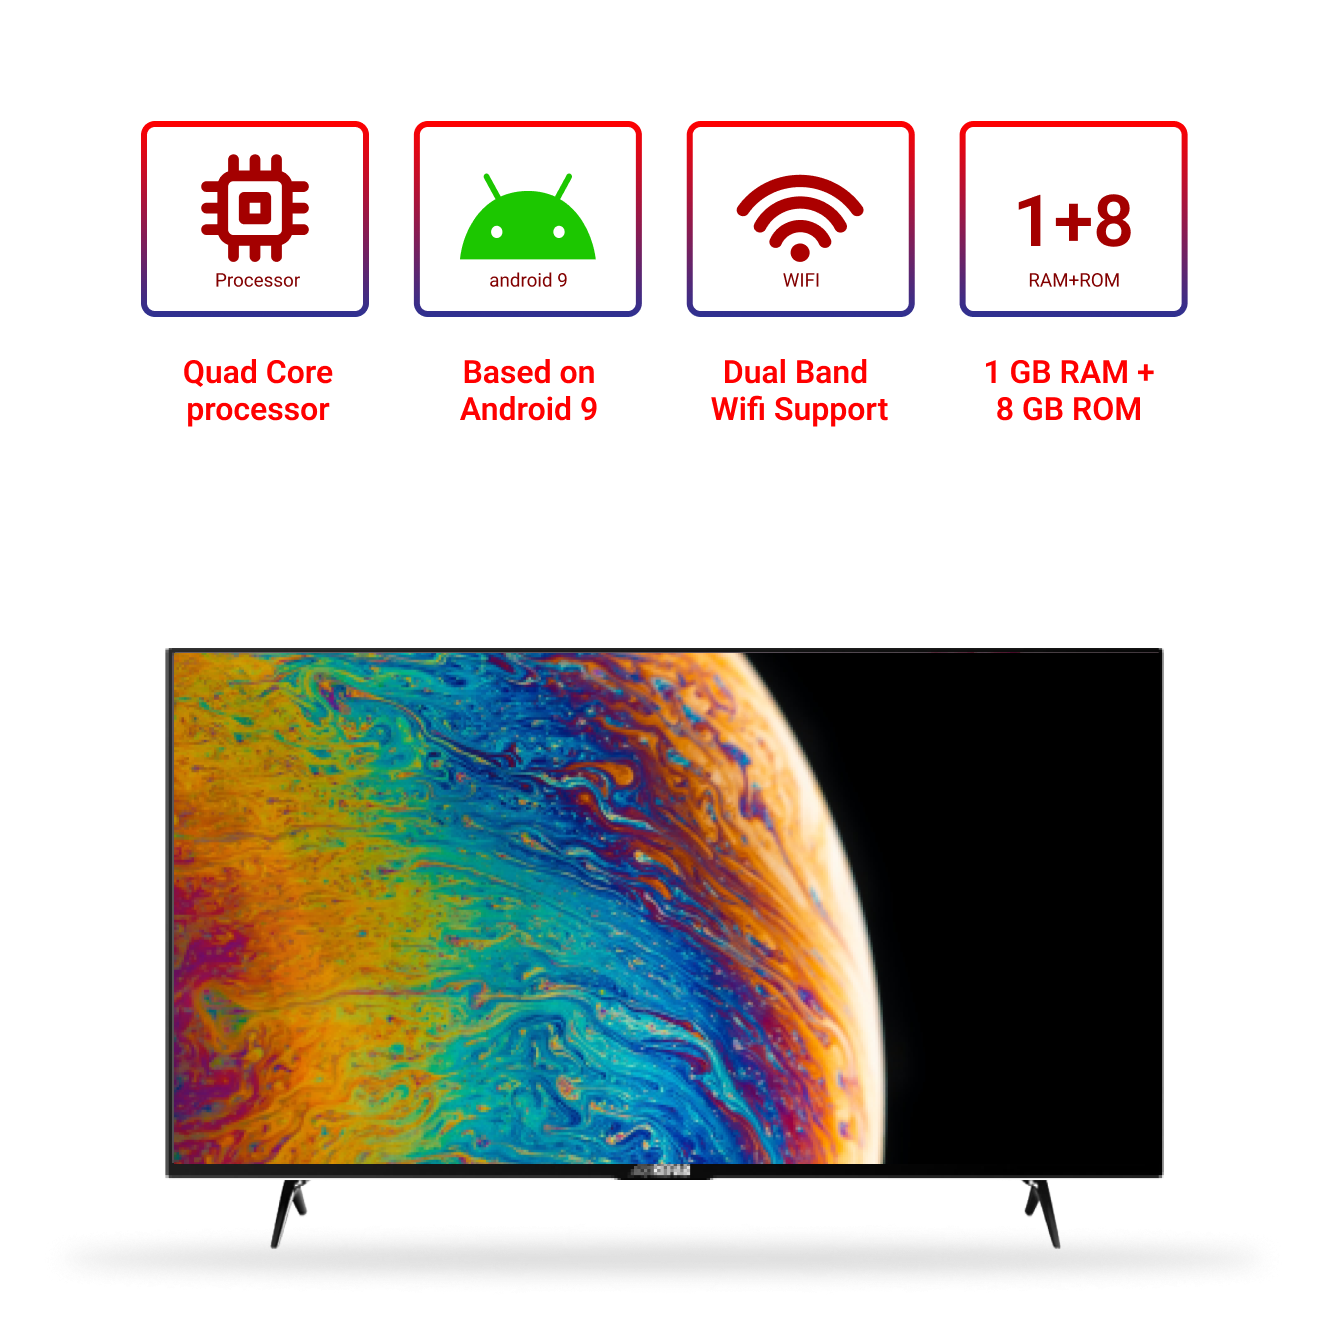 Processor
android 9
WIFI
1+8
RAM+ROM
Quad Core
processor
Based on
Android 9
Dual Band
Wifi Support
1 GB RAM +
8 GB ROM